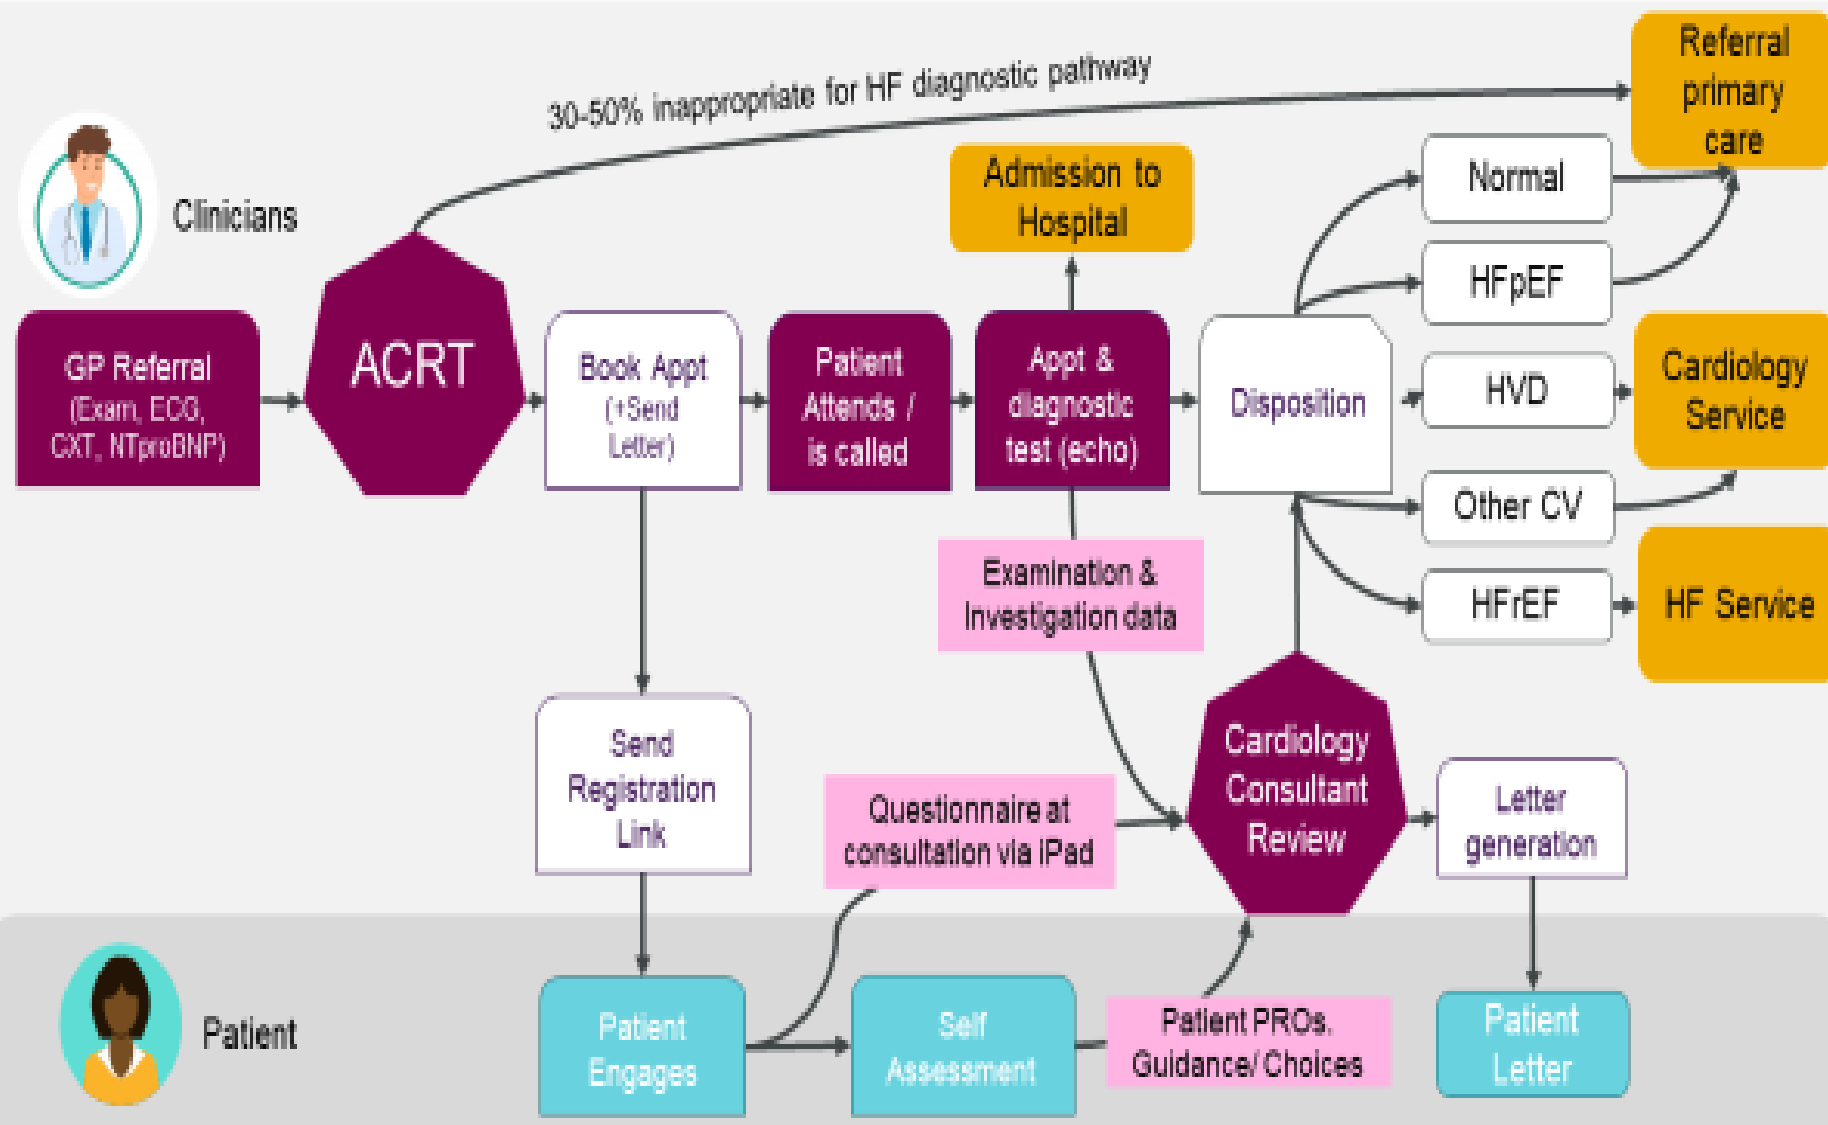 30-50% inappropriate for HF diagnostic pathway
Referral
primary
care
Clinicians
Admission to
Hospital
Normal
HFpEF
GP Referral
(Exam, ECG,
CXT, NTproBNP)
ACRT
Book Appt
(+Send
Letter)
Patient
Attends /
is called
Appt &
diagnostic
test (echo)
Disposition
HVD
Cardiology
Service
Other CV
HFrEF
HF Service
Examination &
Investigation data
Send
Registration
Link
Questionnaire at
consultation via iPad
Cardiology
Consultant
Review
Letter
generation
Patient
Patient
Engages
Self
Assessment
Patient PROs.
Guidance/ Choices
Patient
Letter